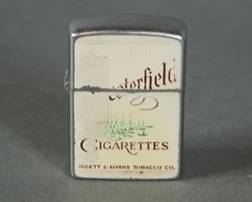 sterfield
CIGARETTES
IGGETT & MYERS TOBACCO CO.